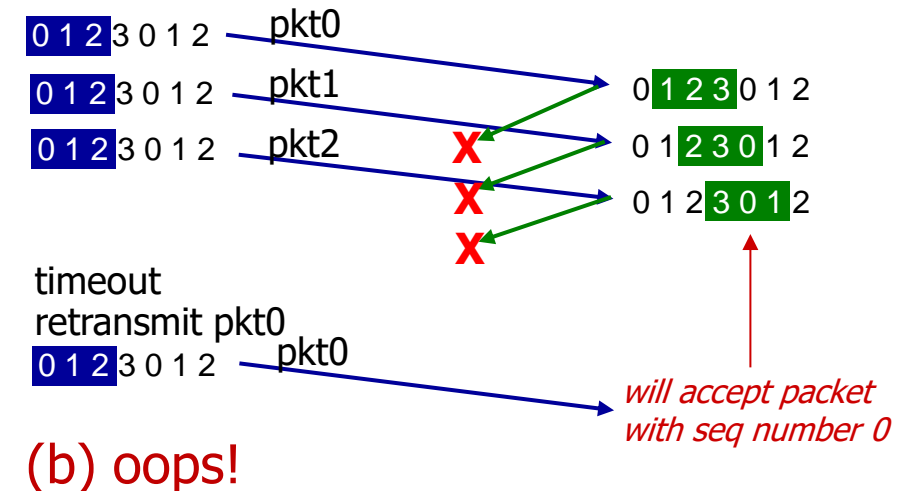 0 1 2 3 0 1 2 pkt0
0 1 2 3 0 1 2
0 1 2 3 0 1 2 pkt1
X 0 1 2 3 0 1 2
0 1 2 3 0 1 2 pkt2
X 0 1 2 3 0 1 2
X
timeout
retransmit pkt0
0 1 2 3 0 1 2 pkt0
will accept packet
with seq number 0
(b) oops!